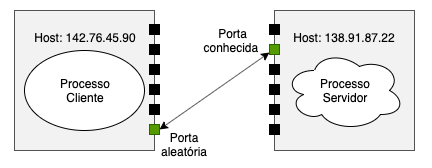 Host: 142.76.45.90
Processo
Cliente
Porta
conhecida
Porta
aleatória
Host: 138.91.87.22
Processo
Servidor